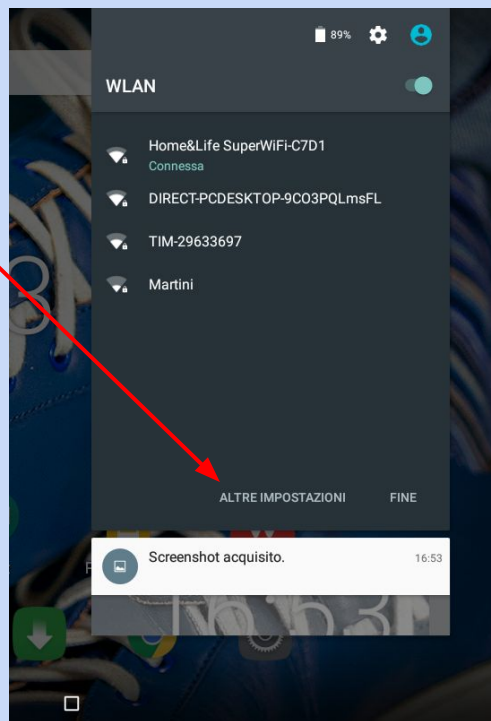 89%
WLAN
Home&Life SuperWiFi-C7D1
Connessa
DIRECT-PCDESKTOP-9CO3PQLmsFL
TIM-29633697
Martini
ALTRE IMPOSTAZIONI FINE
Screenshot acquisito. 16:53